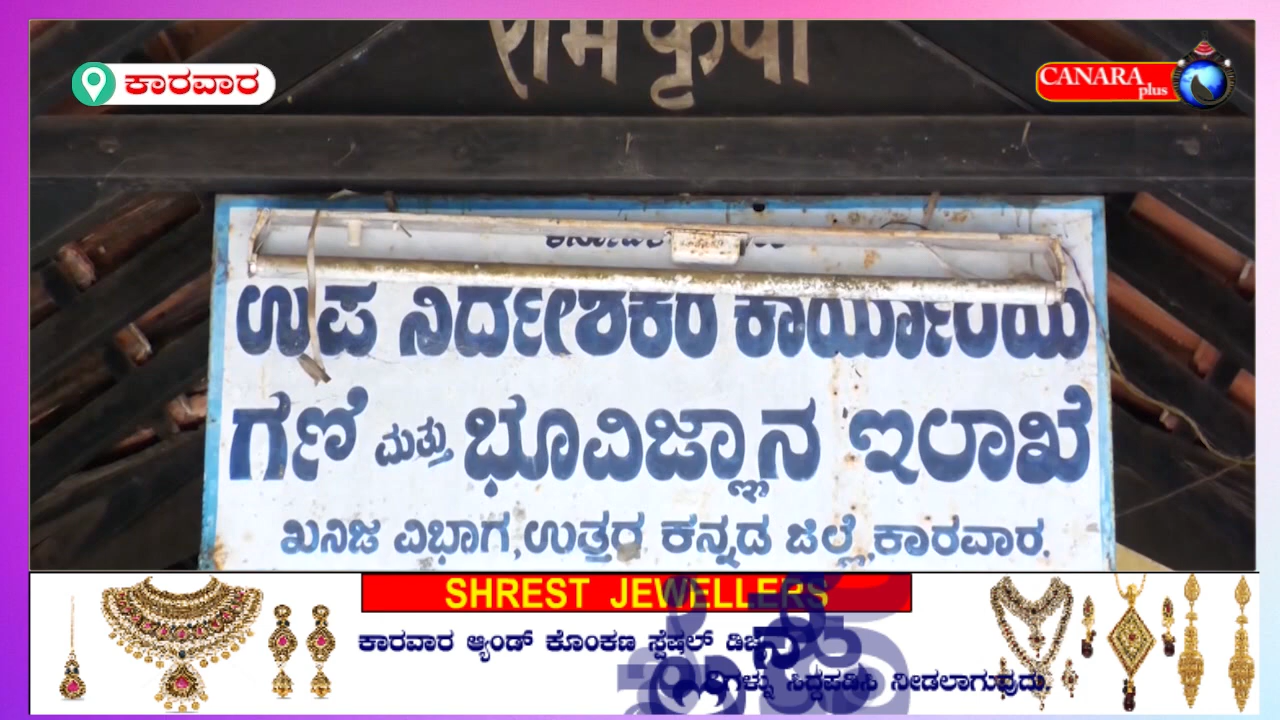 राम कृपा
ಕಾರವಾರ
CANARA
plus
ಉಪ ನಿರ್ದೇಶಕರ ಕಾರ್ಯಾಲಯ
ಗಣಿ ಮತ್ತು ಭೂವಿಜ್ಞಾನ ಇಲಾಖೆ
ಖನಿಜ ವಿಭಾಗ,ಉತ್ತರ ಕನ್ನಡ ಜಿಲ್ಲೆ,ಕಾರವಾರ.
SHREST JEWELLERS
ಕಾರವಾರ ಆ್ಯಂಡ್ ಕೊಂಕಣ ಸ್ಪೆಷಲ್
ಸಿದ್ದಪಡಿಸಿ ನೀಡಲಾಗುವುದು.